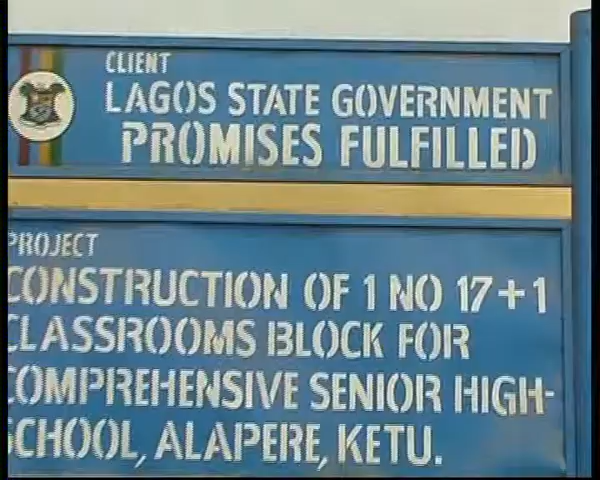 CLIENT
LAGOS STATE GOVERNMENT
PROMISES FULFILLED
PROJECT
CONSTRUCTION OF 1 NO 17+1
CLASSROOMS BLOCK FOR
COMPREHENSIVE SENIOR HIGH-
SCHOOL, ALAPERE, KETU.